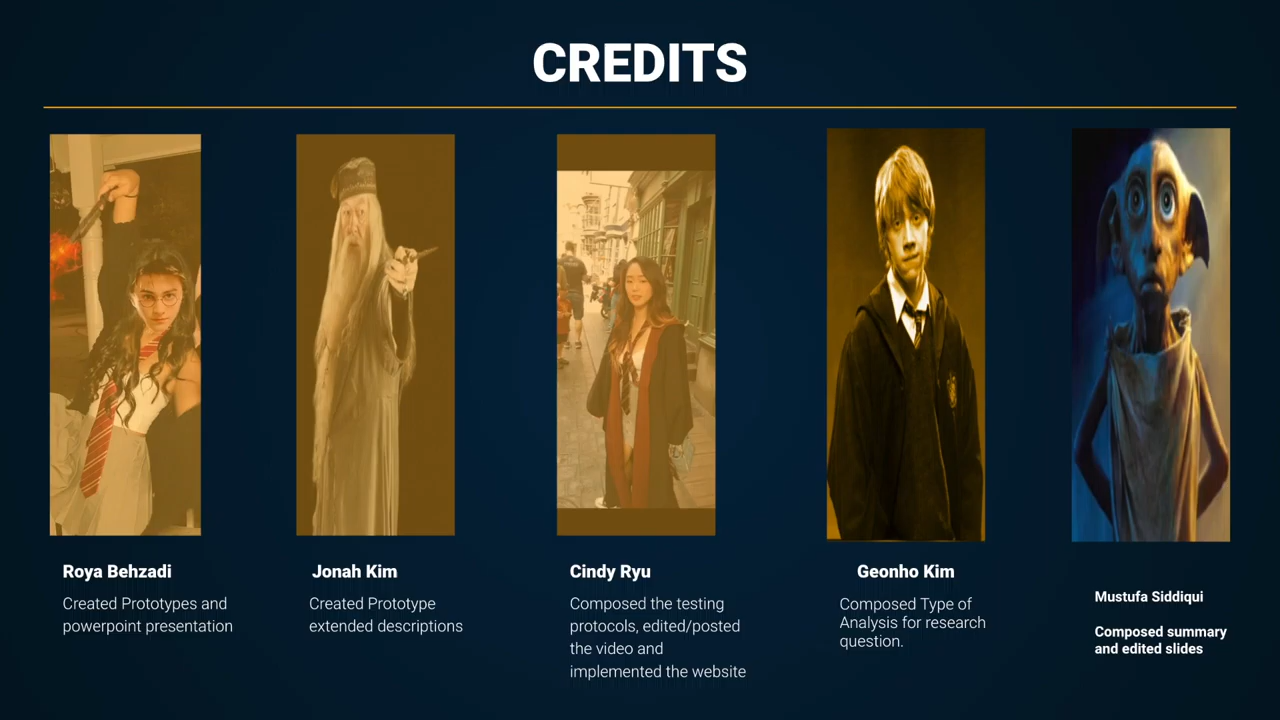 CREDITS
Roya Behzadi
Created Prototypes and
powerpoint presentation
Jonah Kim
Created Prototype
extended descriptions
Cindy Ryu
Composed the testing
protocols, edited/posted
the video and
implemented the website
Geonho Kim
Composed Type of
Analysis for research
question.
Mustufa Siddiqui
Composed summary
and edited slides